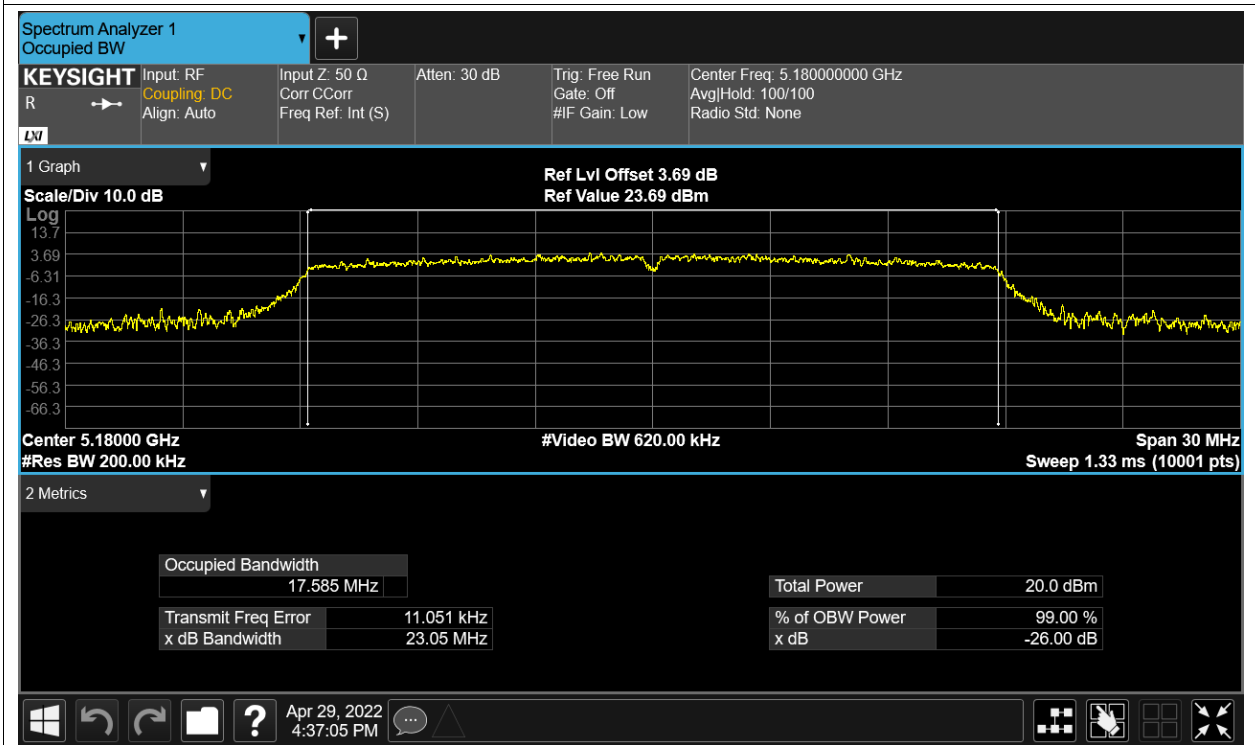 Spectrum Analyzer 1
Occupied BW
KEYSIGHT
R
LXI
Input: RF
Coupling: DC
Align: Auto
Input Z: 50 Ω
Corr CCorr
Freq Ref: Int (S)
Atten: 30 dB
Trig: Free Run
Gate: Off
#IF Gain: Low
Center Freq: 5.180000000 GHz
Avg|Hold: 100/100
Radio Std: None
1 Graph
Scale/Div 10.0 dB
Ref Lvl Offset 3.69 dB
Ref Value 23.69 dBm
Log
13.7
3.69
-6.31
-16.3
-26.3
-36.3
-46.3
-56.3
-66.3
Center 5.18000 GHz
#Res BW 200.00 kHz
#Video BW 620.00 kHz
Span 30 MHz
Sweep 1.33 ms (10001 pts)
2 Metrics
Occupied Bandwidth
17.585 MHz
Transmit Freq Error 11.051 kHz
x dB Bandwidth 23.05 MHz
Total Power 20.0 dBm
% of OBW Power 99.00 %
x dB -26.00 dB
?
Apr 29, 2022
4:37:05 PM